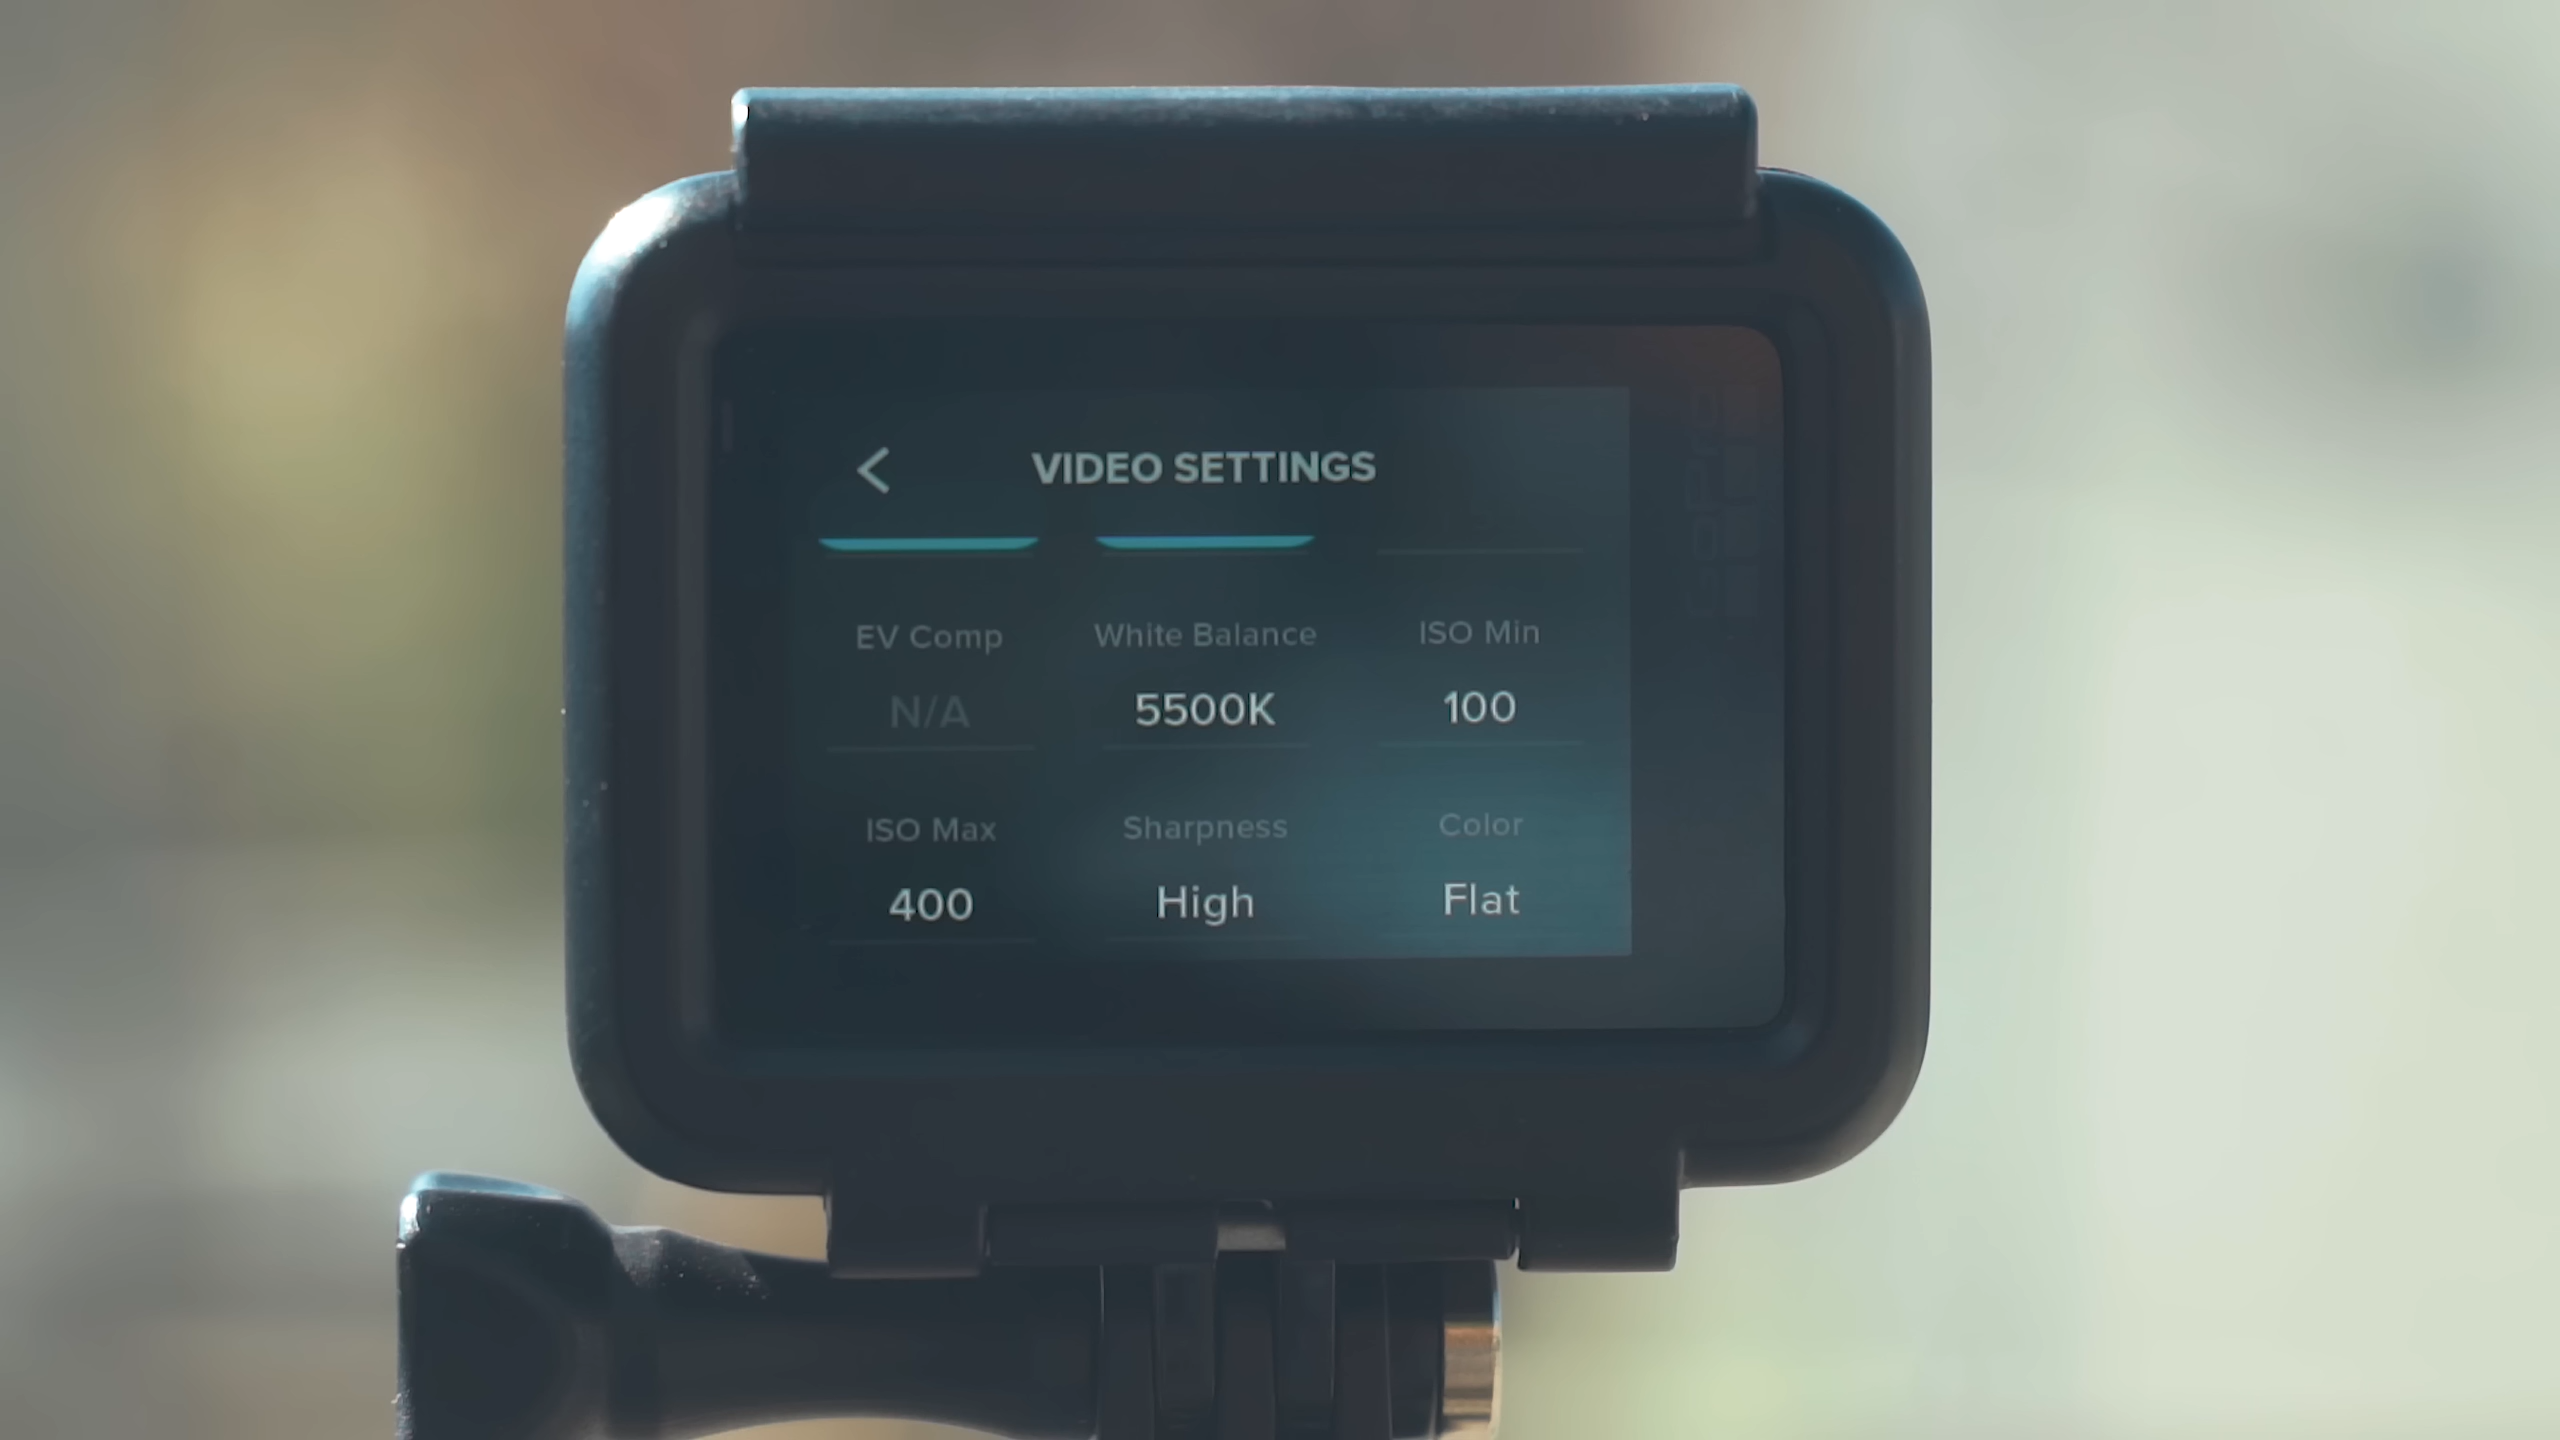 VIDEO SETTINGS
EV Comp White Balance ISO Min
N/A 5500K 100
ISO Max Sharpness Color
400 High Flat